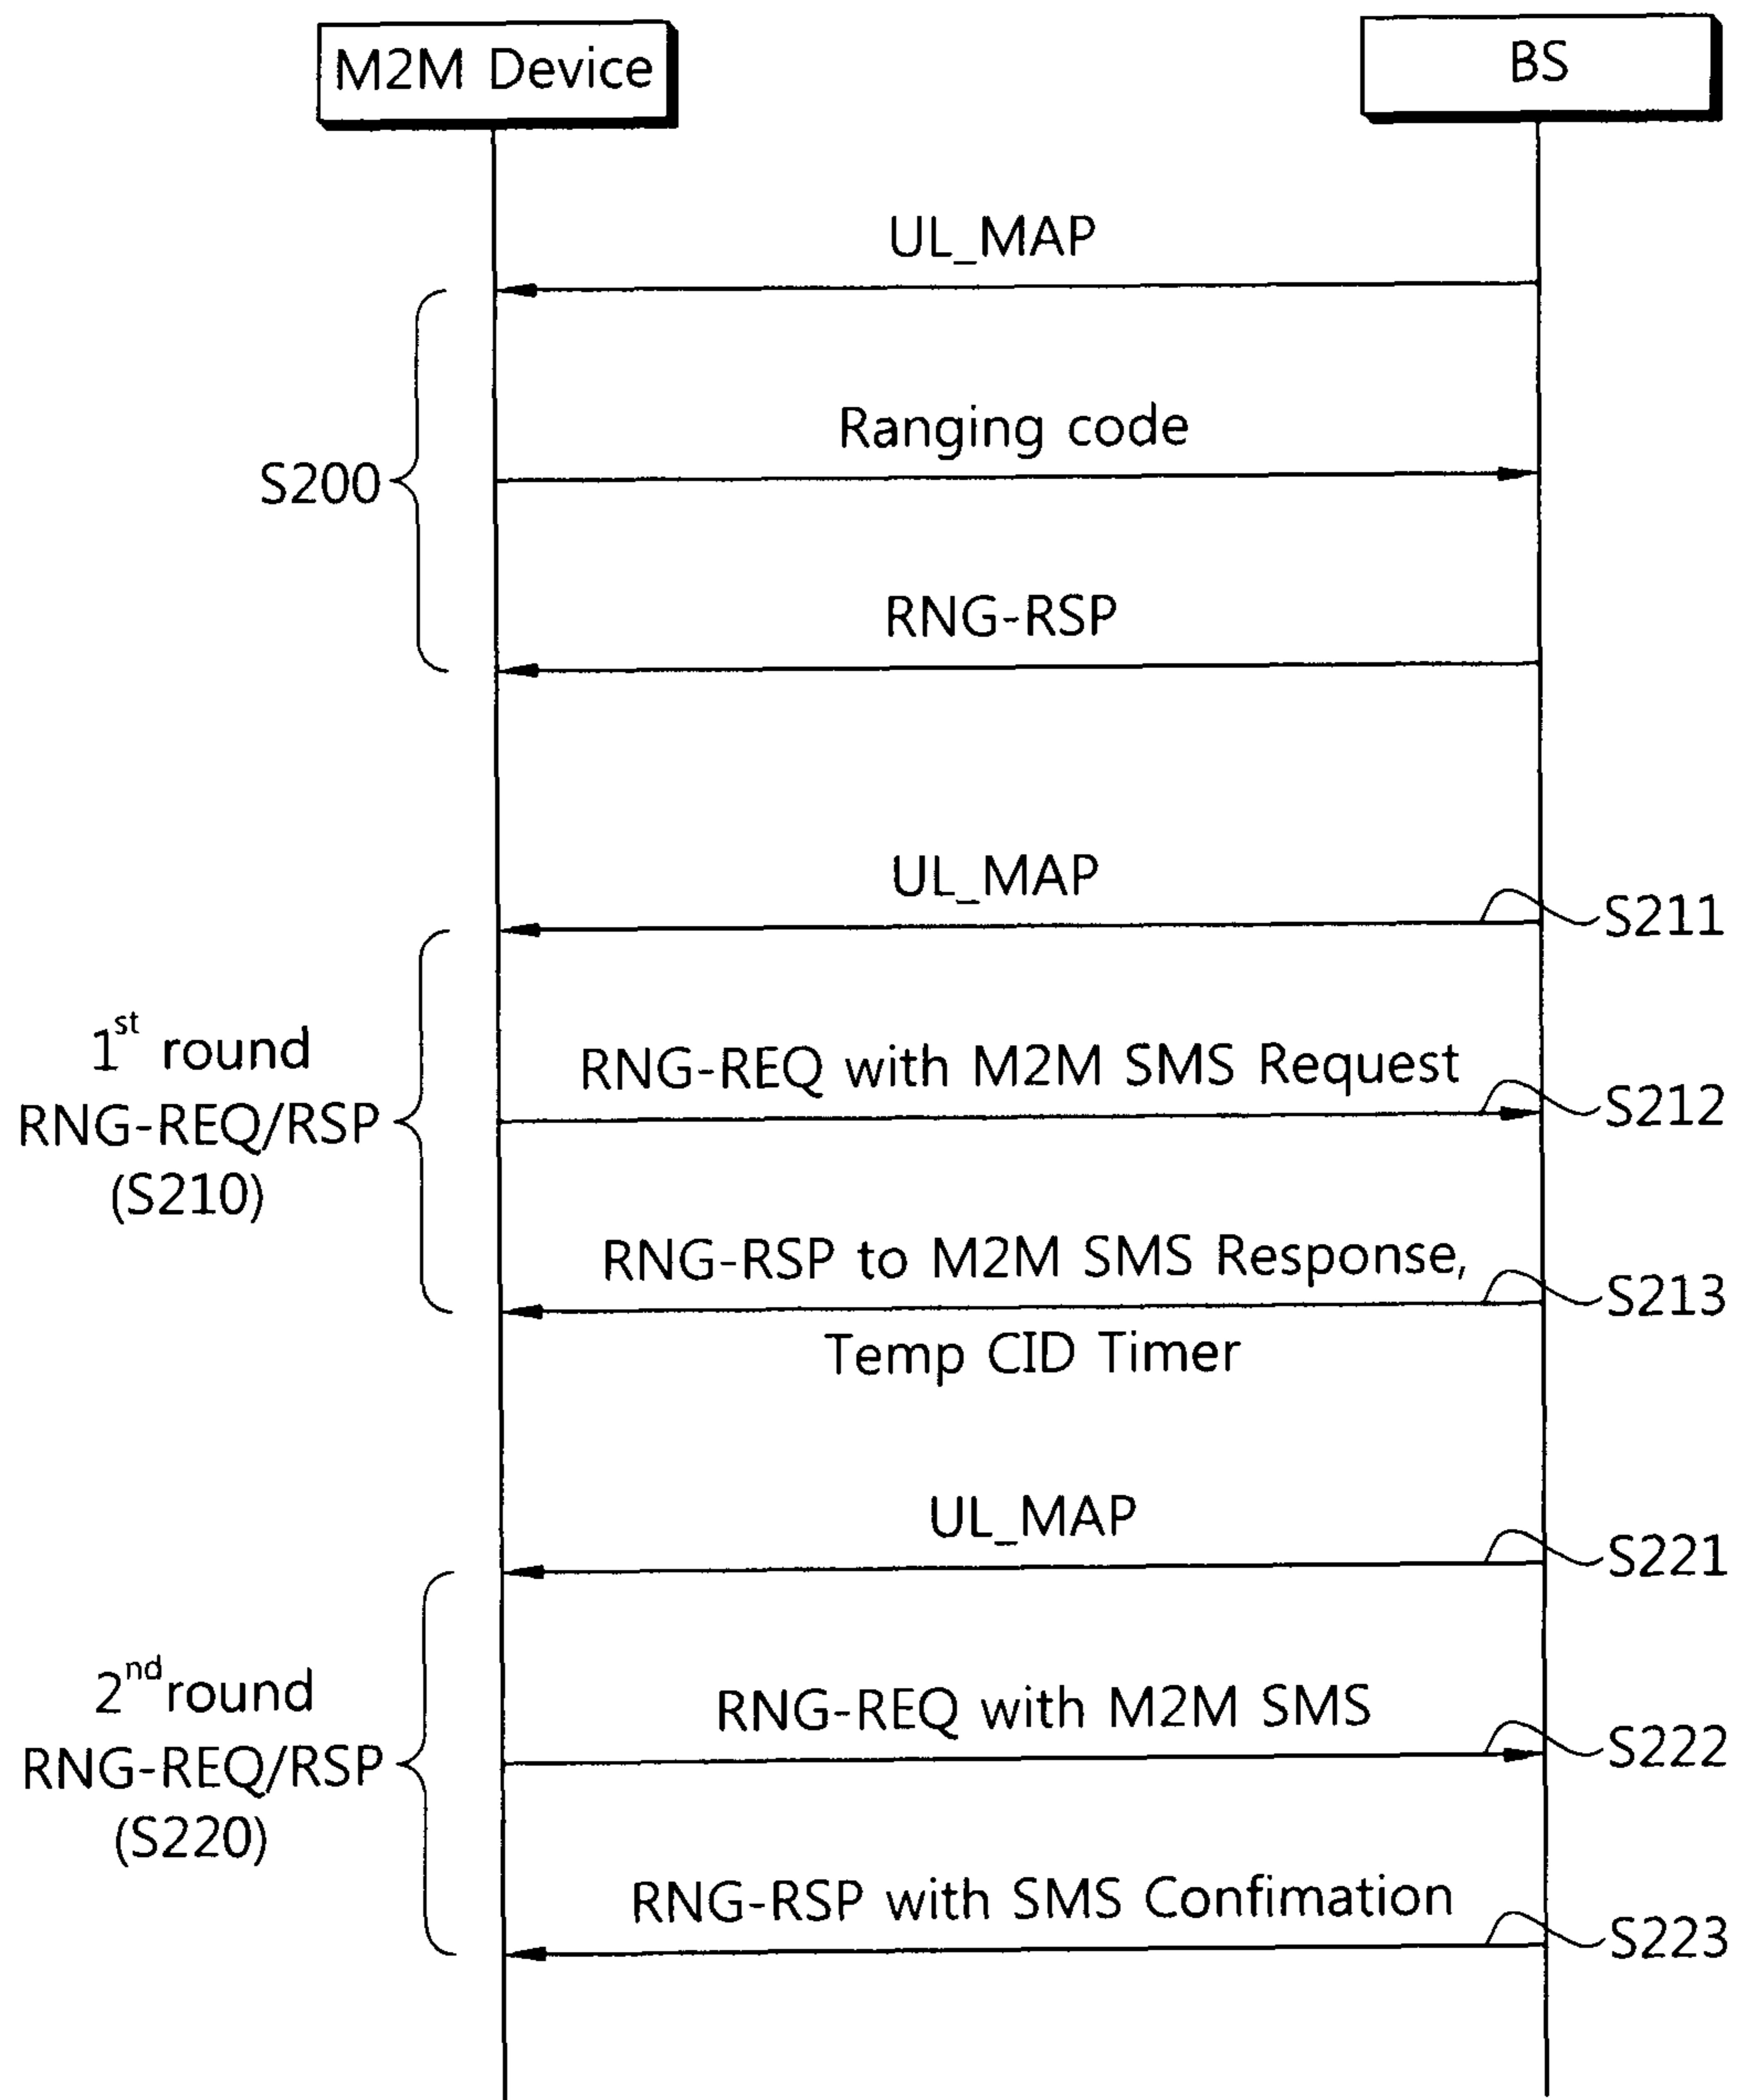 M2M Device
BS
UL_MAP
Ranging code
S200
RNG-RSP
UL_MAP
S211
1st round
RNG-REQ/RSP
(S210)
RNG-REQ with M2M SMS Request
S212
RNG-RSP to M2M SMS Response,
S213
Temp CID Timer
UL_MAP
S221
2nd round
RNG-REQ/RSP
(S220)
RNG-REQ with M2M SMS
S222
RNG-RSP with SMS Confimation
S223